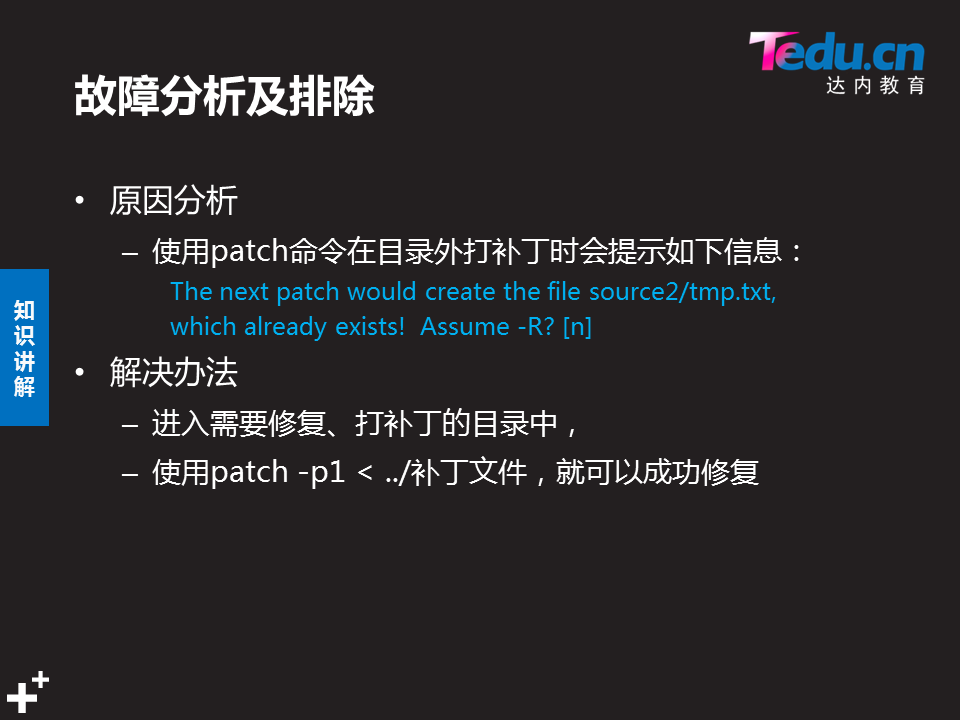 Tedu.cn
达内教育
故障分析及排除
• 原因分析
– 使用patch命令在目录外打补丁时会提示如下信息：
The next patch would create the file source2/tmp.txt,
which already exists!  Assume -R? [n]
• 解决办法
– 进入需要修复、打补丁的目录中，
– 使用patch -p1 < ../补丁文件，就可以成功修复
知识讲解